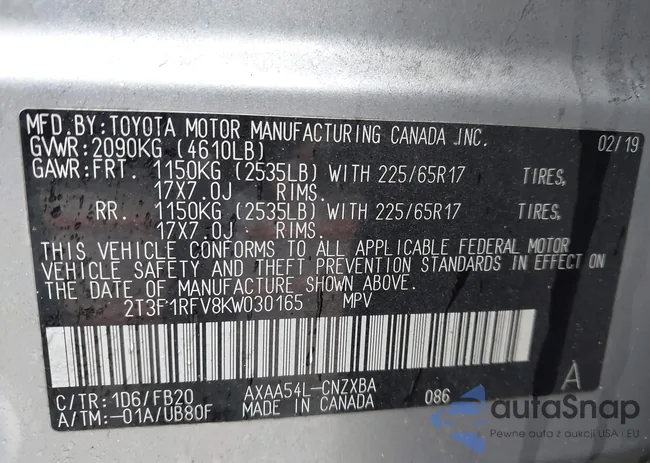 MFD.BY:TOYOTA MOTOR MANUFACTURING CANADA INC. 02/19
GVWR:2090KG (4610LB)
GAWR:FRT. 1150KG (2535LB) WITH 225/65R17 TIRES,
17X7.0J RIMS.
RR. 1150KG (2535LB) WITH 225/65R17 TIRES,
17X7.0J RIMS.
THIS VEHICLE CONFORMS TO ALL APPLICABLE FEDERAL MOTOR
VEHICLE SAFETY AND THEFT PREVENTION STANDARDS IN EFFECT ON
THE DATE OF MANUFACTURE SHOWN ABOVE.
2T3F1RFV8KW030165 MPV
A
C/TR: 1D6/FB20 AXAA54L-CNZXBA 086
A/TM:-01A/UB80F MADE IN CANADA
autoSnap
Pewne auto z aukcji USA - EU